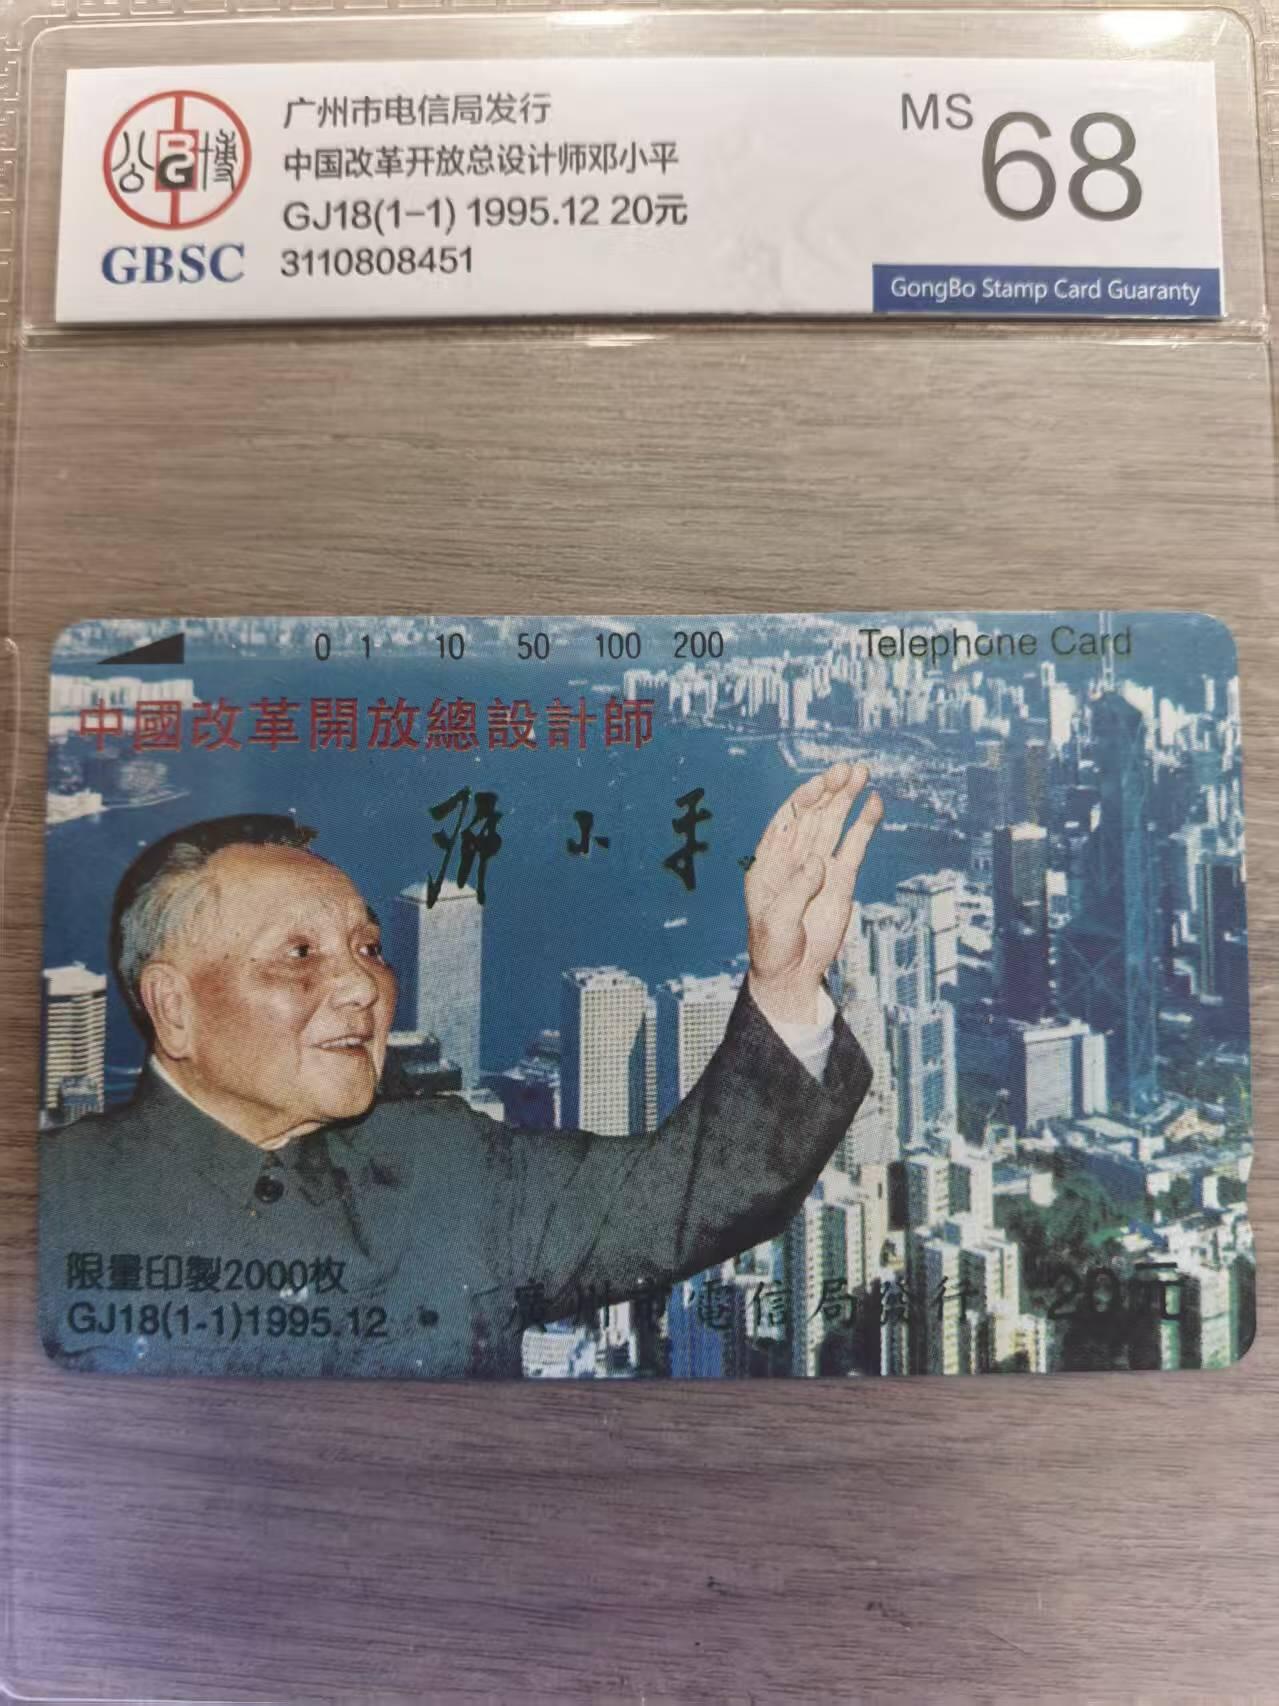 公博
BG
GBSC
广州市电信局发行
中国改革开放总设计师邓小平
GJ18(1-1) 1995.12 20元
3110808451
MS 68
GongBo Stamp Card Guaranty
0 1 10 50 100 200 Telephone Card
中國改革開放總設計師
邓小平
限量印製2000枚
GJ18(1-1)1995.12 廣州市電信局發行 20元